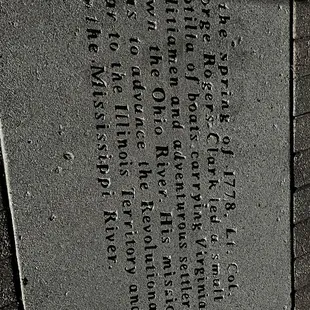 the spring of 1778, Lt. Col.
orge Rogers Clark led a small
otilla of boats carrying Virginia
ilitiamen and adventurous settler
wn the Ohio River. His missio
as to advance the Revolutiona
ar to the Illinois Territory and
the Mississippi River.